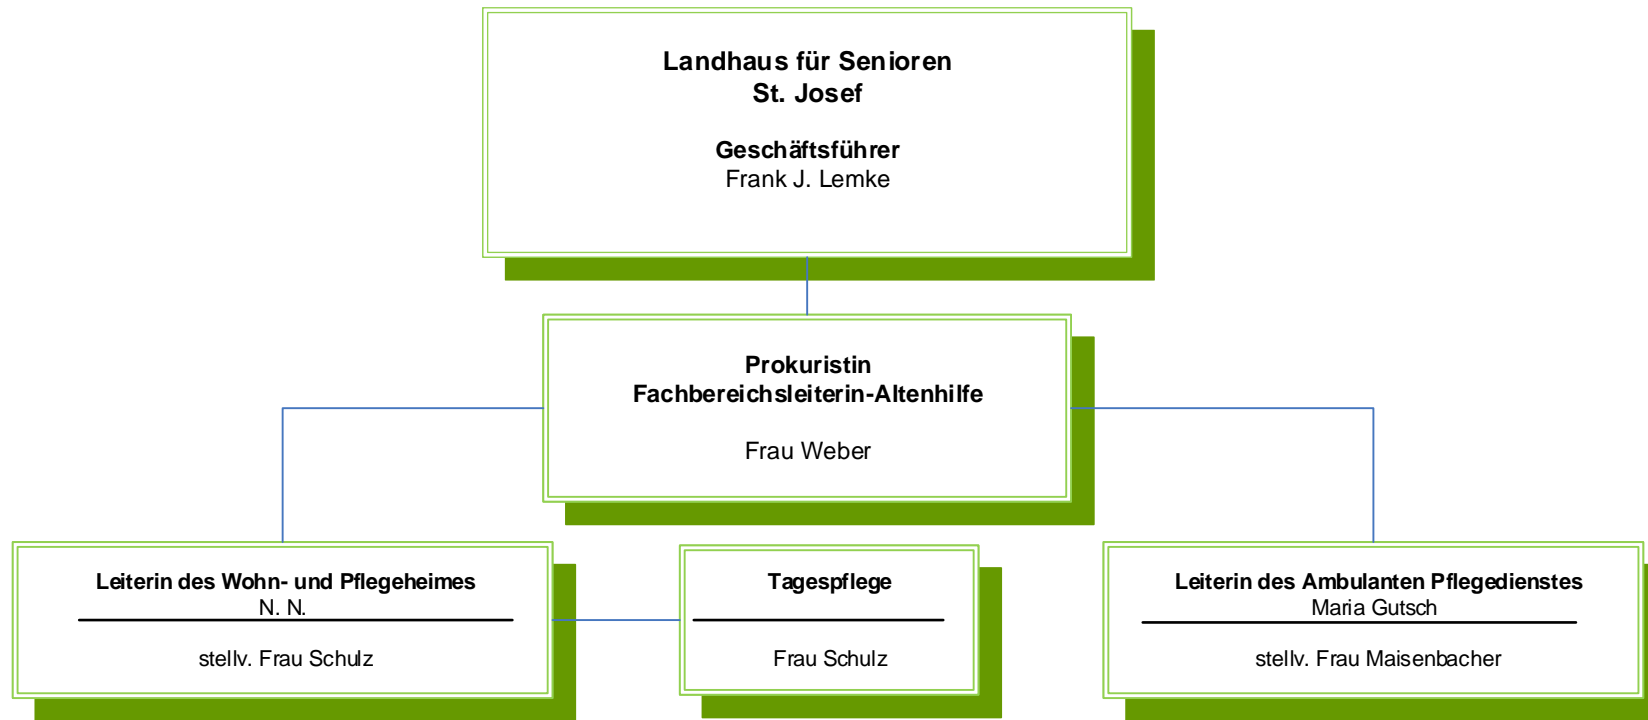 Landhaus für Senioren
St. Josef
Geschäftsführer
Frank J. Lemke
Prokuristin
Fachbereichsleiterin-Altenhilfe
Frau Weber
Leiterin des Wohn- und Pflegeheimes
N. N.
stellv. Frau Schulz
Tagespflege
Frau Schulz
Leiterin des Ambulanten Pflegedienstes
Maria Gutsch
stellv. Frau Maisenbacher